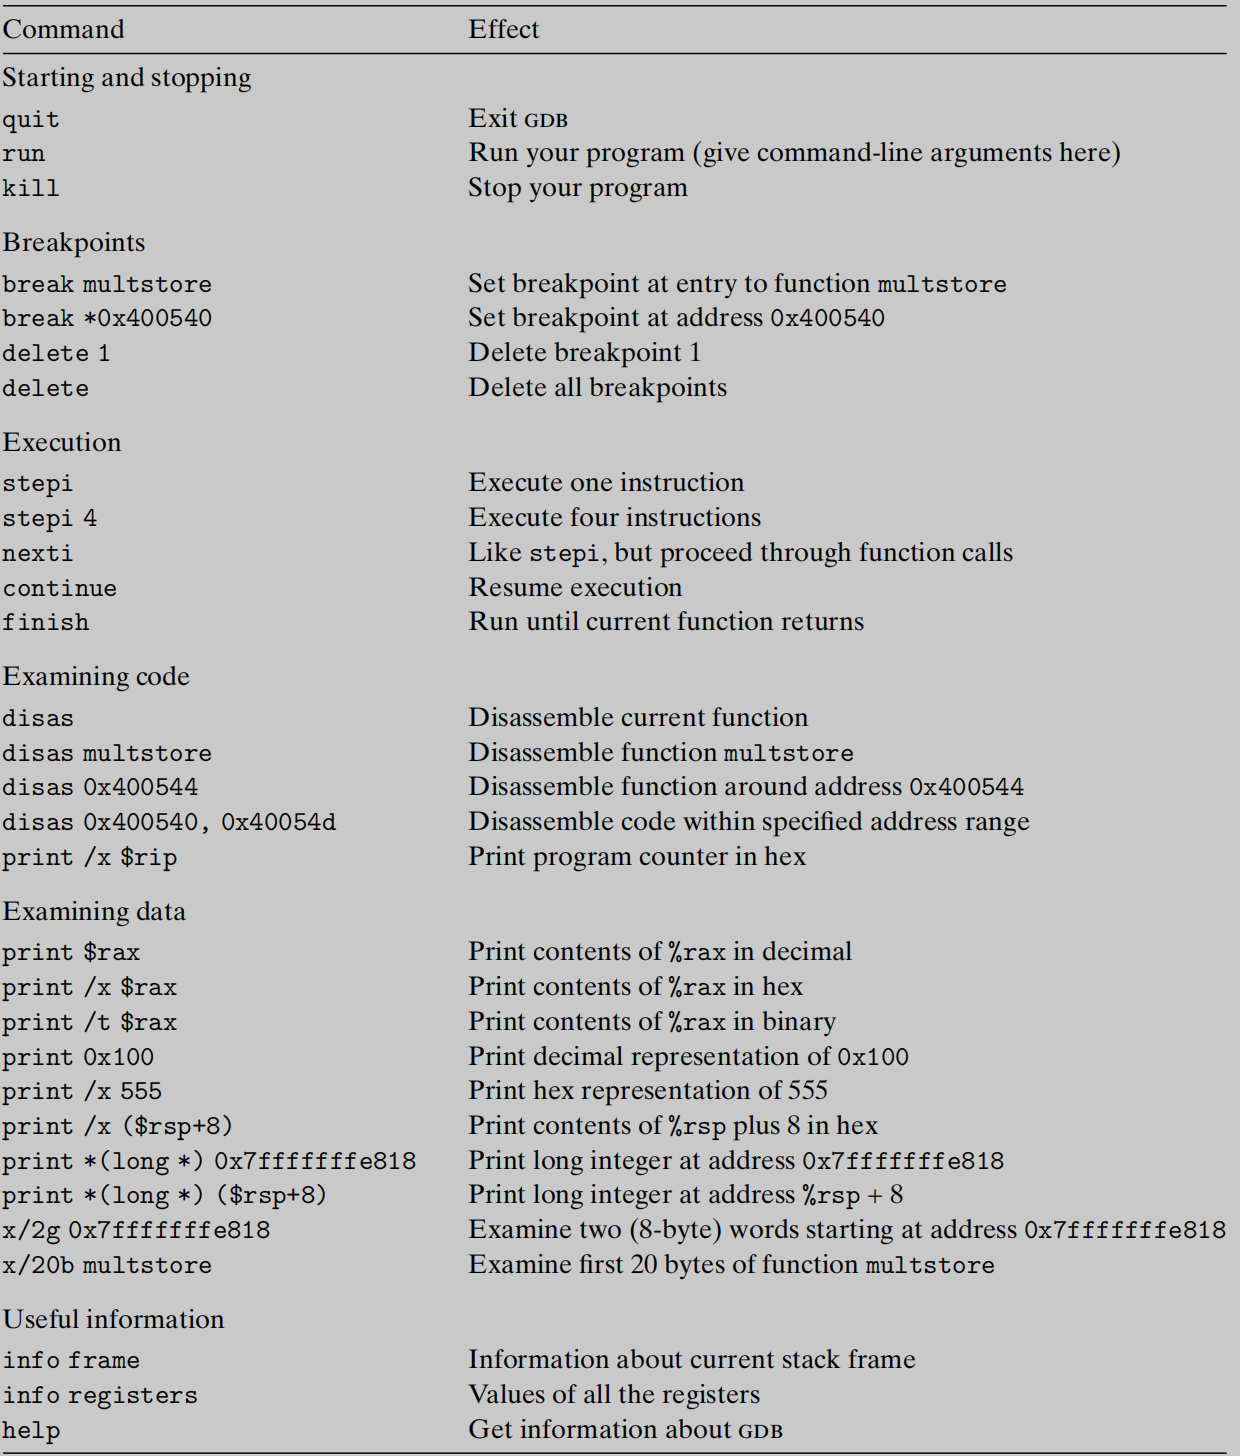 Command Effect
Starting and stopping
quit Exit GDB
run Run your program (give command-line arguments here)
kill Stop your program
Breakpoints
break multstore Set breakpoint at entry to function multstore
break *0x400540 Set breakpoint at address 0x400540
delete 1 Delete breakpoint 1
delete Delete all breakpoints
Execution
stepi Execute one instruction
stepi 4 Execute four instructions
nexti Like stepi, but proceed through function calls
continue Resume execution
finish Run until current function returns
Examining code
disas Disassemble current function
disas multstore Disassemble function multstore
disas 0x400544 Disassemble function around address 0x400544
disas 0x400540, 0x40054d Disassemble code within specified address range
print /x $rip Print program counter in hex
Examining data
print $rax Print contents of %rax in decimal
print /x $rax Print contents of %rax in hex
print /t $rax Print contents of %rax in binary
print 0x100 Print decimal representation of 0x100
print /x 555 Print hex representation of 555
print /x ($rsp+8) Print contents of %rsp plus 8 in hex
print *(long *) 0x7fffffffe818 Print long integer at address 0x7fffffffe818
print *(long *) ($rsp+8) Print long integer at address %rsp + 8
x/2g 0x7fffffffe818 Examine two (8-byte) words starting at address 0x7fffffffe818
x/20b multstore Examine first 20 bytes of function multstore
Useful information
info frame Information about current stack frame
info registers Values of all the registers
help Get information about GDB